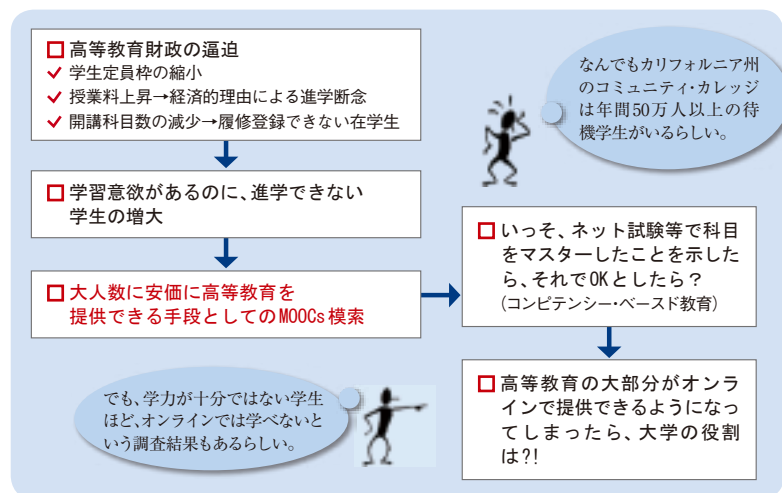 □ 高等教育財政の逼迫
✓ 学生定員枠の縮小
✓ 授業料上昇→経済的理由による進学断念
✓ 開講科目数の減少→履修登録できない在学生
なんでもカリフォルニア州
のコミュニティ・カレッジ
は年間50万人以上の待
機学生がいるらしい。
□ 学習意欲があるのに、進学できない
学生の増大
□ 大人数に安価に高等教育を
提供できる手段としてのMOOCs模索
□ いっそ、ネット試験等で科目
をマスターしたことを示した
ら、それでOKとしたら？
(コンピテンシー・ベースド教育)
でも、学力が十分ではない学生
ほど、オンラインでは学べないと
いう調査結果もあるらしい。
□ 高等教育の大部分がオンラ
インで提供できるようになっ
てしまったら、大学の役割
は?!